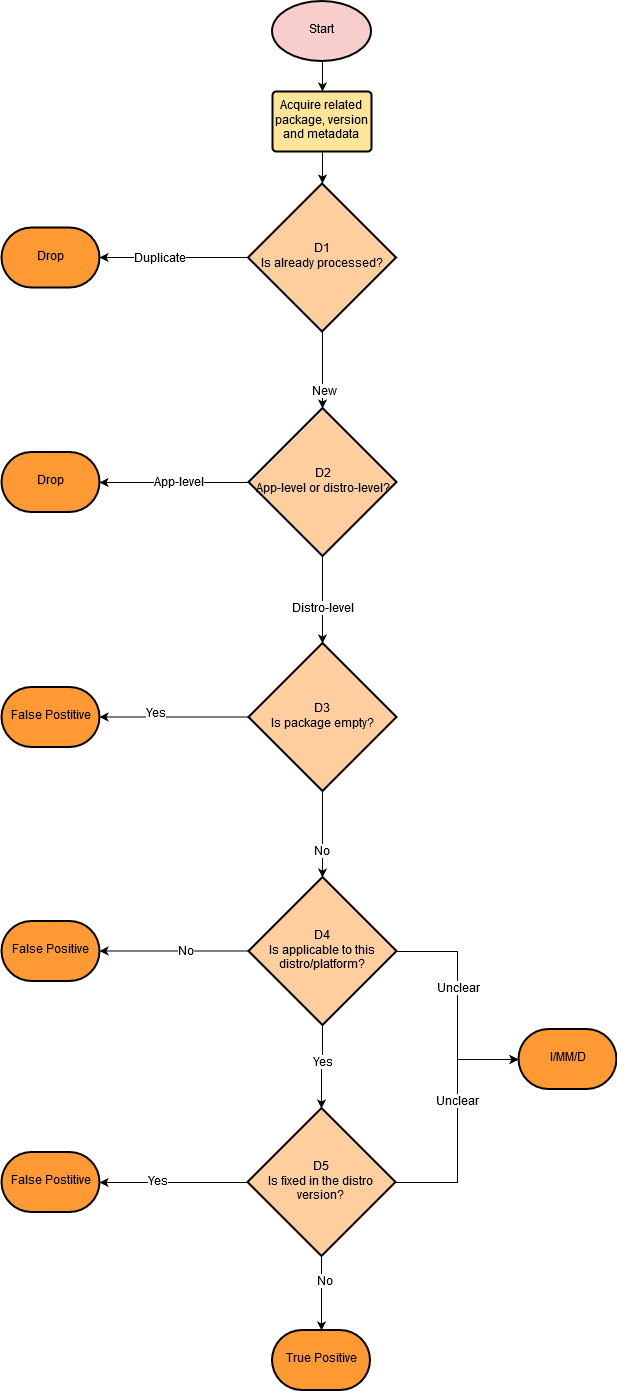 Start
Acquire related
package, version
and metadata
D1
Is already processed?
Duplicate
Drop
New
D2
App-level or distro-level?
App-level
Drop
Distro-level
D3
Is package empty?
Yes
False Postitive
No
D4
Is applicable to this
distro/platform?
No
False Positive
Unclear
I/MM/D
Yes
Unclear
D5
Is fixed in the distro
version?
Yes
False Postitive
No
True Positive